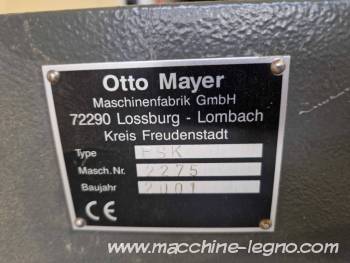 Otto Mayer
Maschinenfabrik GmbH
72290 Lossburg - Lombach
Kreis Freudenstadt
Type PSK
Masch. Nr. 2275
Baujahr 2001
CE
www.macchine-legno.com